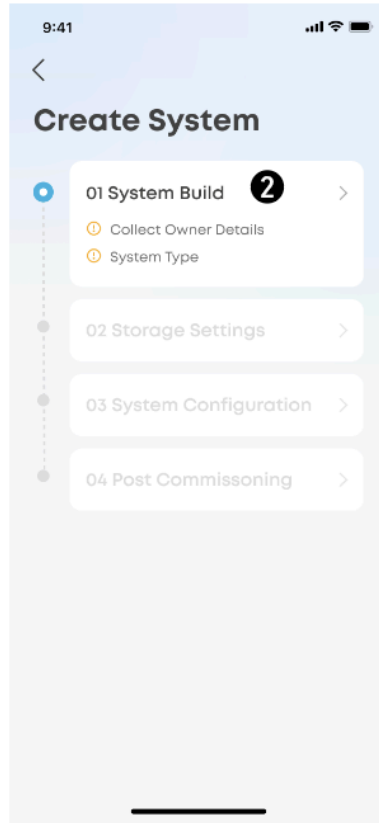 9:41
Create System
01 System Build 2
Collect Owner Details
System Type
02 Storage Settings
03 System Configuration
04 Post Commissoning